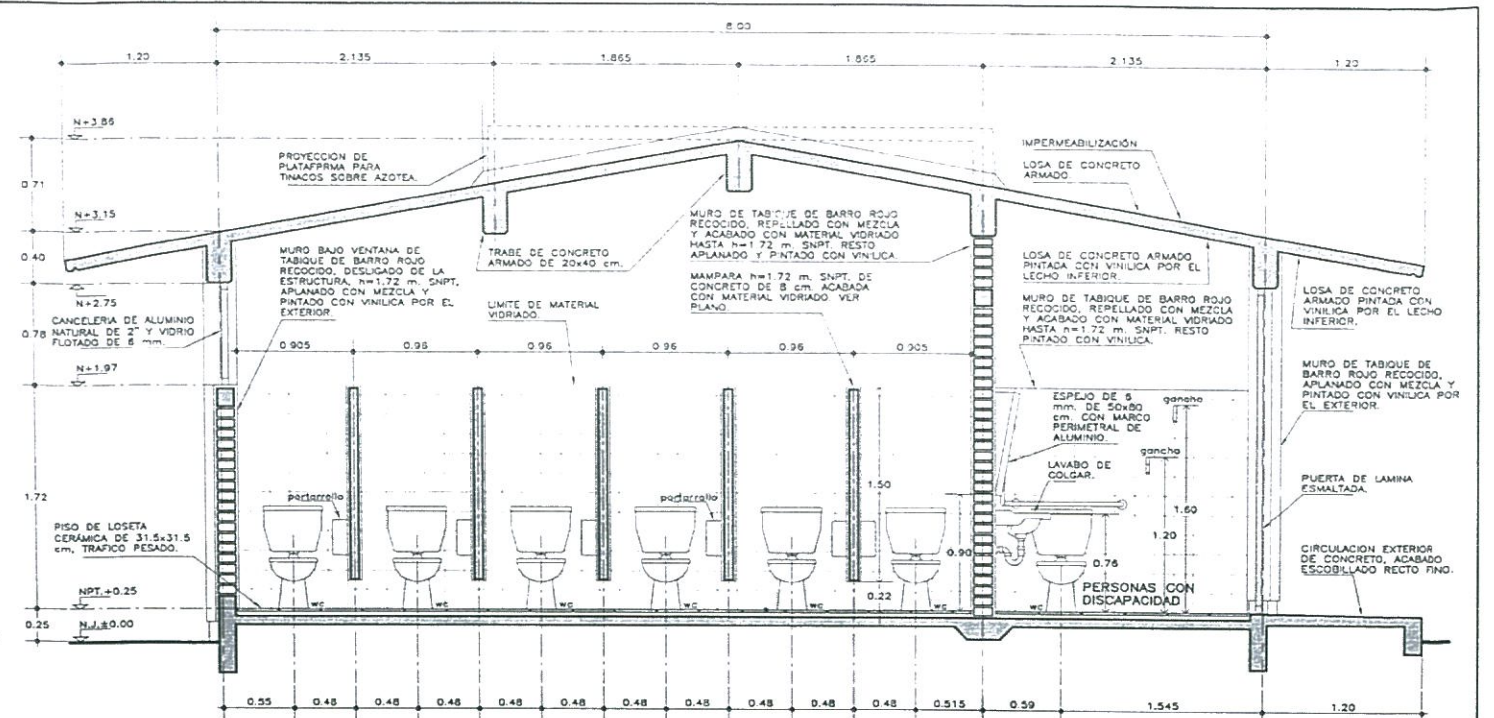 8.00
1.20
2.135
1.865
1.865
2.135
1.20
N+3.86
0.71
N+3.15
0.40
N+2.75
0.78
N+1.97
1.72
NPT.+0.25
0.25
N.J.±0.00
PROYECCIÓN DE
PLATAFPRMA PARA
TINACOS SOBRE AZOTEA.
MURO BAJO VENTANA DE
TABIQUE DE BARRO ROJO
RECOCIDO, DESLIGADO DE LA
ESTRUCTURA, h=1.72 m. SNPT,
APLANADO CON MEZCLA Y
PINTADO CON VINILICA POR EL
EXTERIOR.
CANCELERIA DE ALUMINIO
NATURAL DE 2" Y VIDRIO
FLOTADO DE 6 mm.
TRABE DE CONCRETO
ARMADO DE 20x40 cm.
LIMITE DE MATERIAL
VIDRIADO.
MURO DE TABIQUE DE BARRO ROJO
RECOCIDO, REPELLADO CON MEZCLA
Y ACABADO CON MATERIAL VIDRIADO
HASTA h=1.72 m. SNPT. RESTO
APLANADO Y PINTADO CON VINILICA.
MAMPARA h=1.72 m. SNPT. DE
CONCRETO DE 8 cm. ACABADA
CON MATERIAL VIDRIADO VER
PLANO.
IMPERMEABILIZACIÓN
LOSA DE CONCRETO
ARMADO.
LOSA DE CONCRETO ARMADO
PINTADA CON VINILICA POR EL
LECHO INFERIOR.
MURO DE TABIQUE DE BARRO ROJO
RECOCIDO, REPELLADO CON MEZCLA
Y ACABADO CON MATERIAL VIDRIADO
HASTA h=1.72 m. SNPT. RESTO
PINTADO CON VINILICA.
LOSA DE CONCRETO
ARMADO PINTADA CON
VINILICA POR EL LECHO
INFERIOR.
MURO DE TABIQUE DE
BARRO ROJO RECOCIDO,
APLANADO CON MEZCLA Y
PINTADO CON VINILICA POR
EL EXTERIOR.
0.905
0.96
0.96
0.96
0.96
0.905
ESPEJO DE 6
mm. DE 50x80
cm. CON MARCO
PERIMETRAL DE
ALUMINIO.
gancho
gancho
LAVABO DE
COLGAR.
PUERTA DE LAMINA
ESMALTADA.
portarrollo
portarrollo
1.50
0.22
0.90
0.76
1.20
1.60
PISO DE LOSETA
CERÁMICA DE 31.5x31.5
cm, TRAFICO PESADO.
CIRCULACION EXTERIOR
DE CONCRETO, ACABADO
ESCOBILLADO RECTO FINO.
PERSONAS CON
DISCAPACIDAD
WC
WC
WC
WC
WC
WC
WC
0.55
0.48
0.48
0.48
0.48
0.48
0.48
0.48
0.48
0.48
0.515
0.59
1.545
1.20